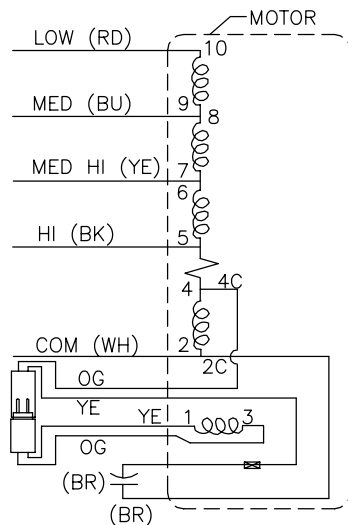 MOTOR
LOW (RD)
10
MED (BU)
9
8
MED HI (YE)
7
6
HI (BK)
5
4
4C
COM (WH)
2
2C
OG
YE
YE
1
3
OG
(BR)
(BR)